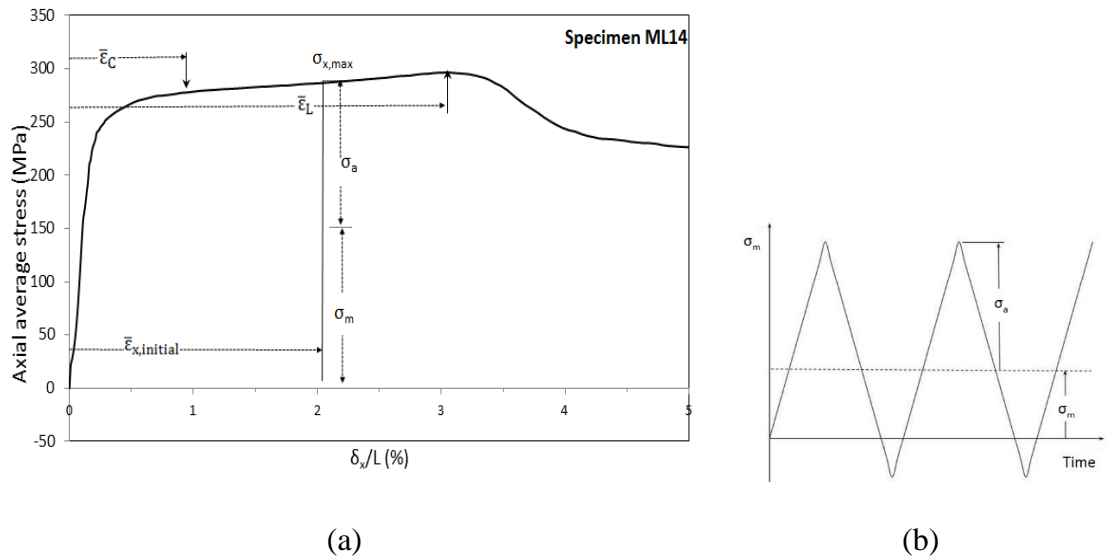 350
300
250
200
150
100
50
0
-50
Axial average stress (MPa)
0 1 2 3 4 5
δx/L (%)
Specimen ML14
ε̅C
σx,max
ε̅L
σa
σm
ε̅x,initial
σm
σa
σm
Time
(a) (b)